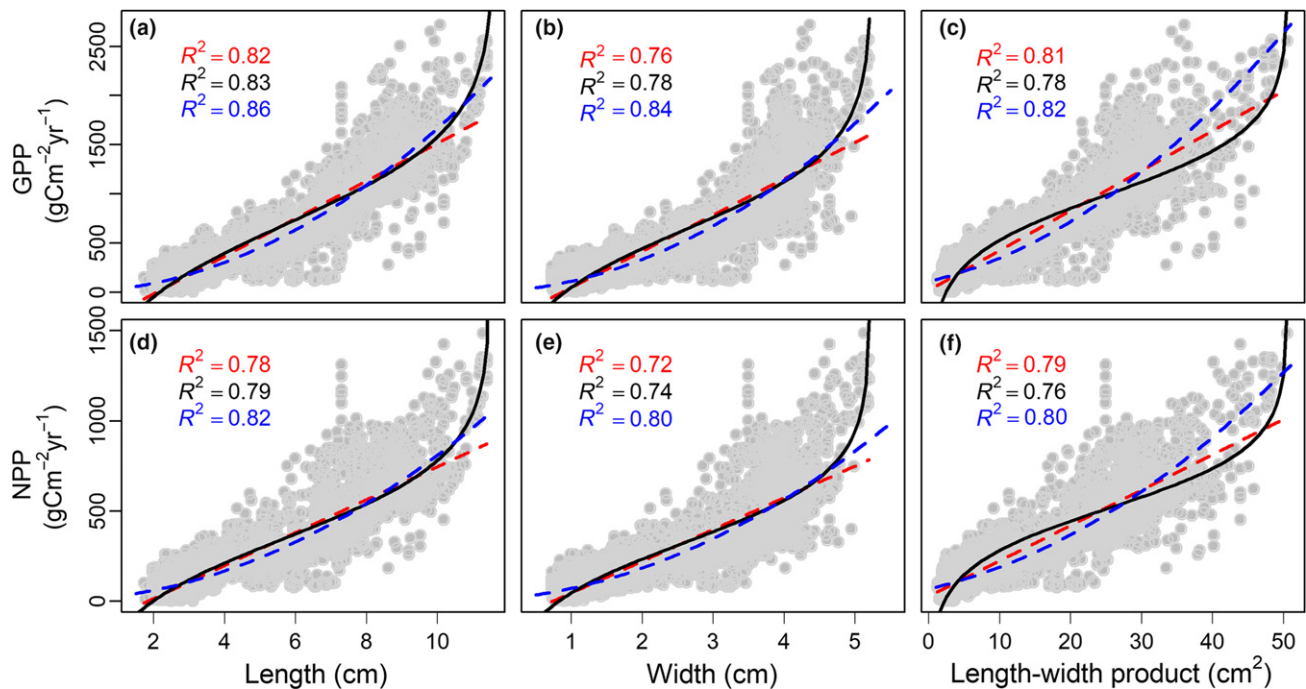 (a)
R² = 0.82
R² = 0.83
R² = 0.86
(b)
R² = 0.76
R² = 0.78
R² = 0.84
(c)
R² = 0.81
R² = 0.78
R² = 0.82
GPP
(gCm⁻²yr⁻¹)
2500
1500
500
0
(d)
R² = 0.78
R² = 0.79
R² = 0.82
(e)
R² = 0.72
R² = 0.74
R² = 0.80
(f)
R² = 0.79
R² = 0.76
R² = 0.80
NPP
(gCm⁻²yr⁻¹)
1500
1000
500
0
2 4 6 8 10
1 2 3 4 5
0 10 20 30 40 50
Length (cm)
Width (cm)
Length-width product (cm²)